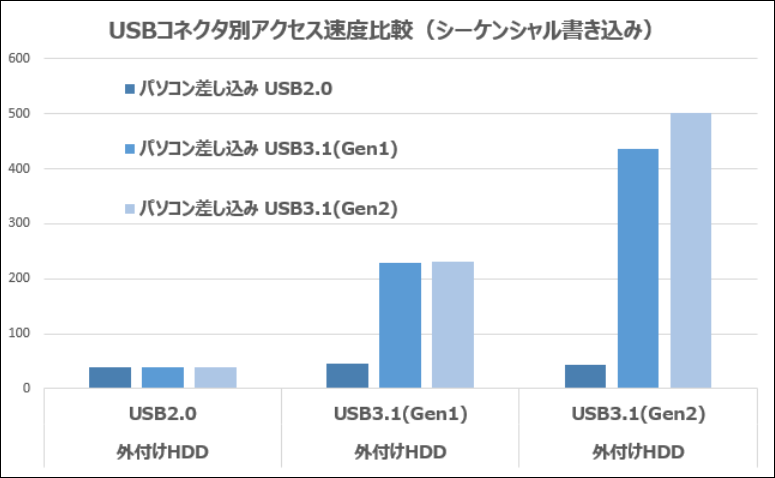 USBコネクタ別アクセス速度比較（シーケンシャル書き込み）
600
500
400
300
200
100
0
パソコン差し込み USB2.0
パソコン差し込み USB3.1(Gen1)
パソコン差し込み USB3.1(Gen2)
USB2.0 USB3.1(Gen1) USB3.1(Gen2)
外付けHDD 外付けHDD 外付けHDD